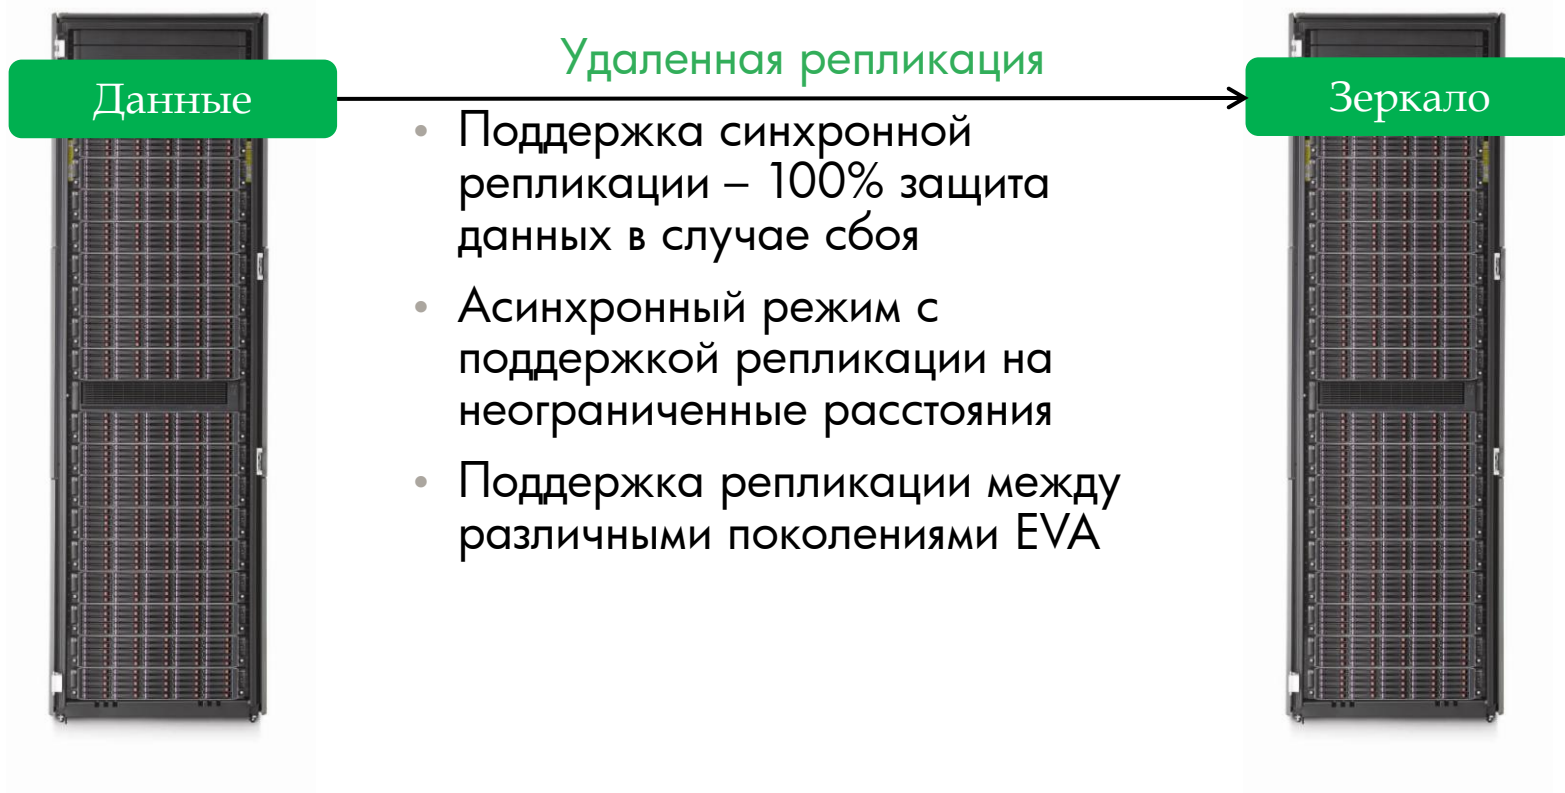 Удаленная репликация
Данные
Зеркало
• Поддержка синхронной
репликации – 100% защита
данных в случае сбоя
• Асинхронный режим с
поддержкой репликации на
неограниченные расстояния
• Поддержка репликации между
различными поколениями EVA